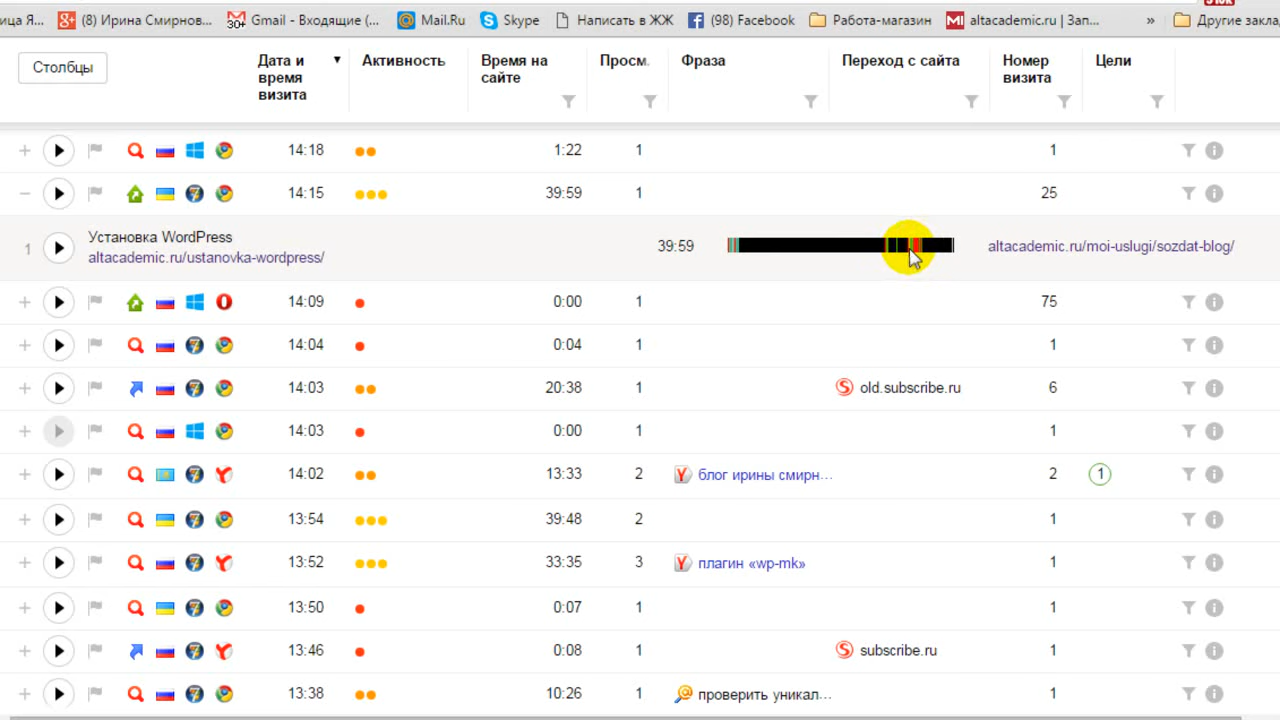 ица Я...
(8) Ирина Смирнов...
30+
Gmail - Входящие (...
Mail.Ru
Skype
Написать в ЖЖ
(98) Facebook
Работа-магазин
altacademic.ru | Зап...
»
Другие закла
Столбцы
Дата и
время
визита
▼
Активность
Время на
сайте
Просм.
Фраза
Переход с сайта
Номер
визита
Цели
14:18 1:22 1 1
14:15 39:59 1 25
1
Установка WordPress
altacademic.ru/ustanovka-wordpress/
39:59
altacademic.ru/moi-uslugi/sozdat-blog/
14:09 0:00 1 75
14:04 0:04 1 1
14:03 20:38 1 old.subscribe.ru 6
14:03 0:00 1 1
14:02 13:33 2 блог ирины смирн... 2 1
13:54 39:48 2 1
13:52 33:35 3 плагин «wp-mk» 1
13:50 0:07 1 1
13:46 0:08 1 subscribe.ru 1
13:38 10:26 1 проверить уникал... 1